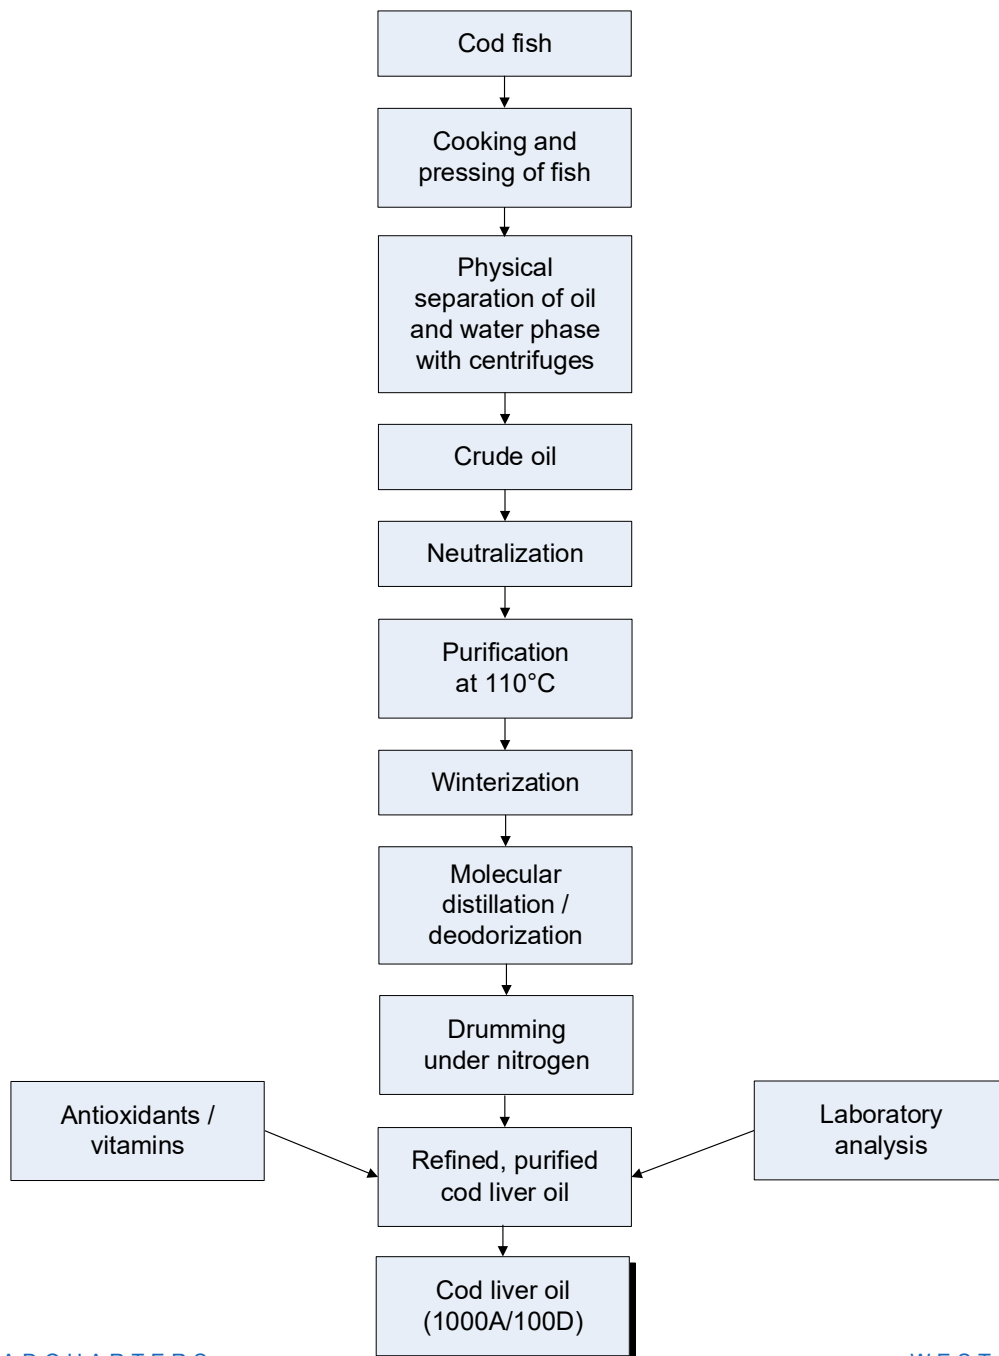 Cod fish
Cooking and
pressing of fish
Physical
separation of oil
and water phase
with centrifuges
Crude oil
Neutralization
Purification
at 110°C
Winterization
Molecular
distillation /
deodorization
Drumming
under nitrogen
Antioxidants /
vitamins
Laboratory
analysis
Refined, purified
cod liver oil
Cod liver oil
(1000A/100D)